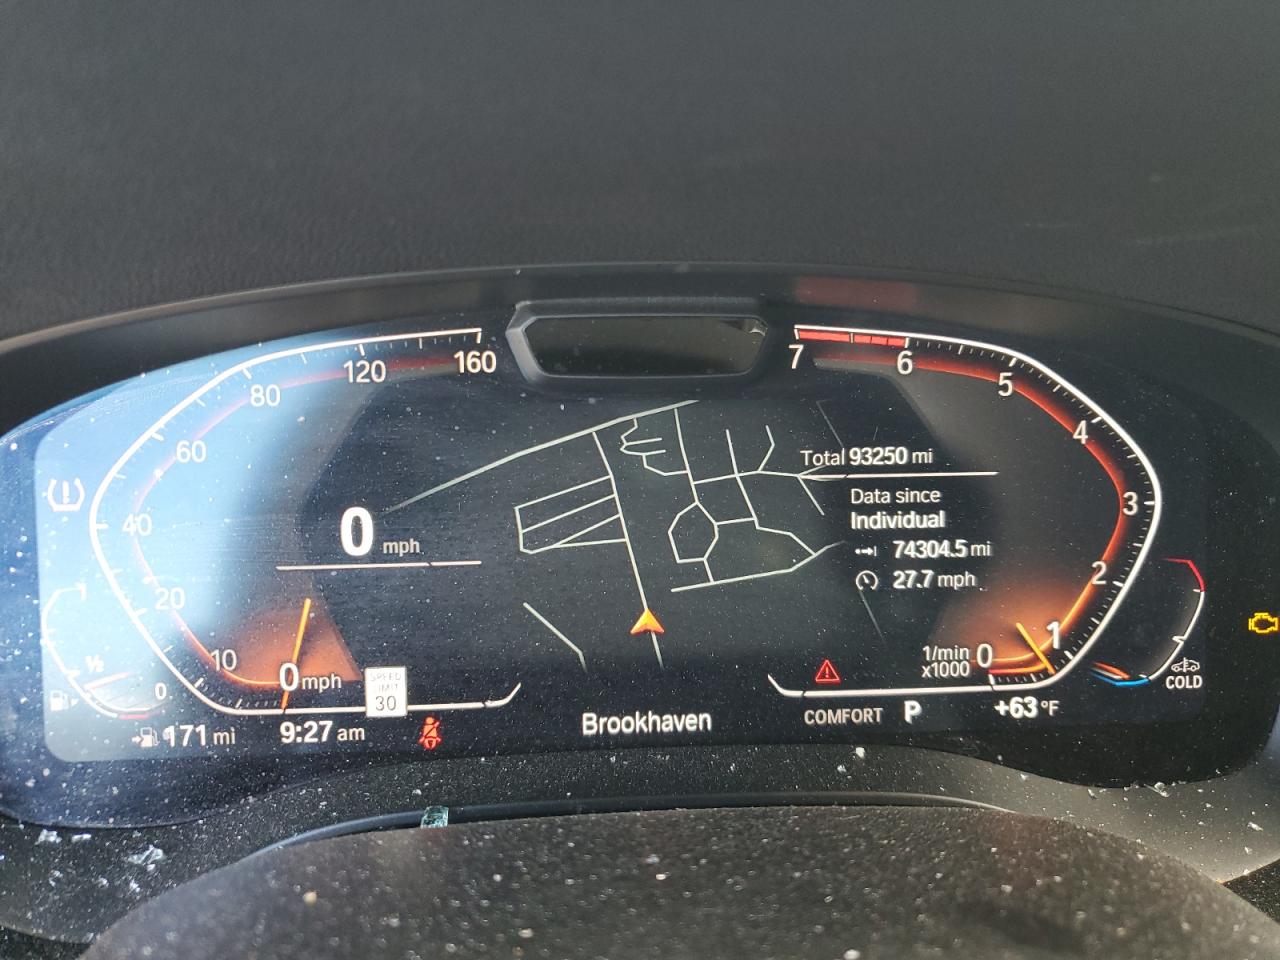 160
120
80
60
40
20
10
0 mph
0 mph
SPEED
LIMIT
30
1/2
0
171 mi
9:27 am
Brookhaven
Total 93250 mi
Data since
Individual
74304.5 mi
27.7 mph
7
6
5
4
3
2
1
0
1/min
x1000
COMFORT P
+63 °F
COLD